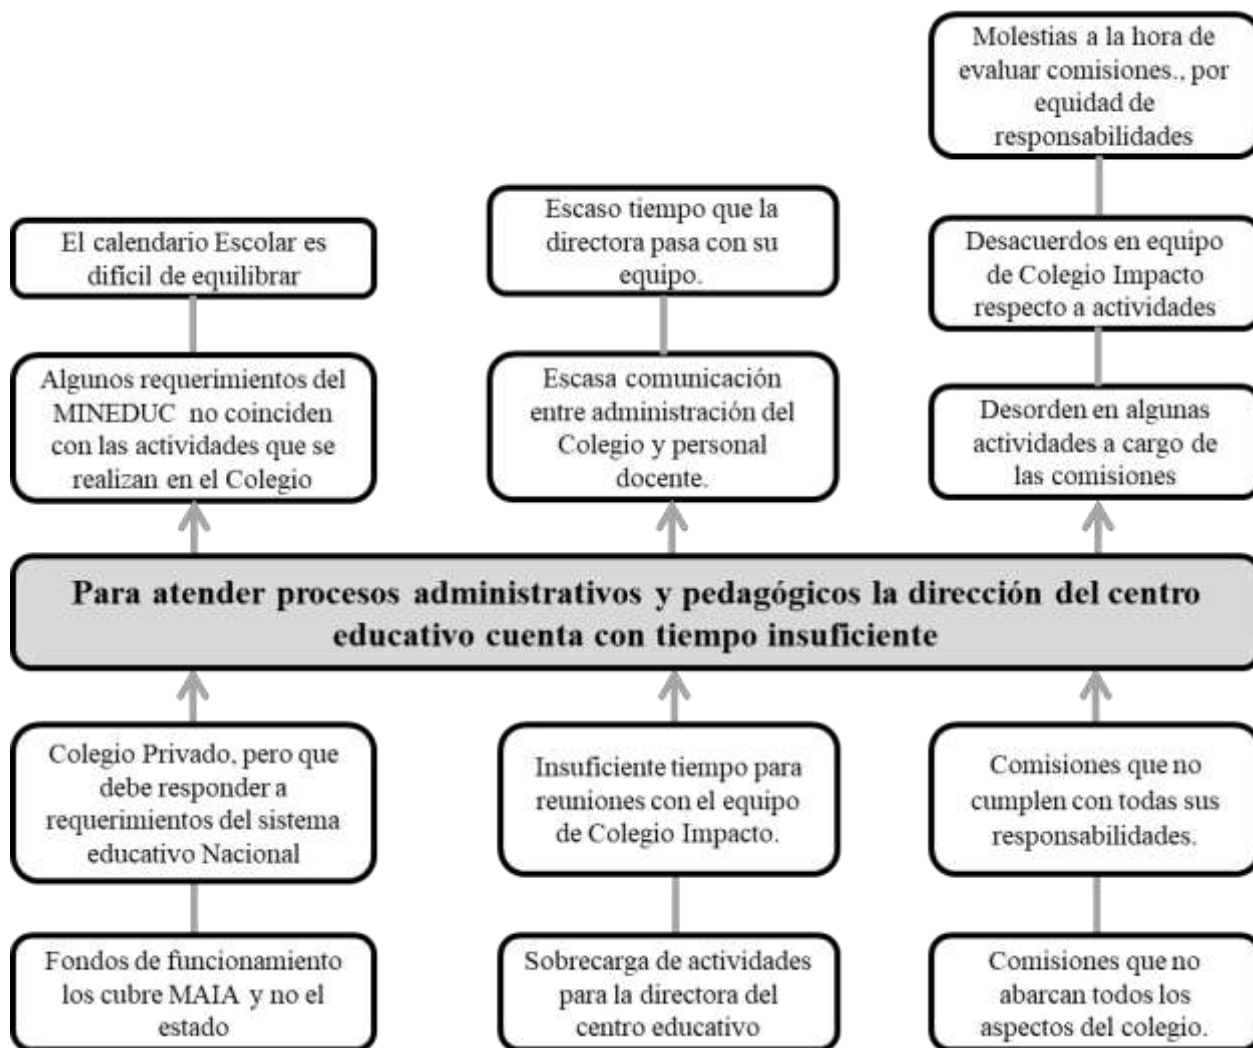 Molestias a la hora de
evaluar comisiones., por
equidad de
responsabilidades
El calendario Escolar es
difícil de equilibrar
Escaso tiempo que la
directora pasa con su
equipo.
Desacuerdos en equipo
de Colegio Impacto
respecto a actividades
Algunos requerimientos del
MINEDUC no coinciden
con las actividades que se
realizan en el Colegio
Escasa comunicación
entre administración del
Colegio y personal
docente.
Desorden en algunas
actividades a cargo de
las comisiones
Para atender procesos administrativos y pedagógicos la dirección del centro
educativo cuenta con tiempo insuficiente
Colegio Privado, pero que
debe responder a
requerimientos del sistema
educativo Nacional
Insuficiente tiempo para
reuniones con el equipo
de Colegio Impacto.
Comisiones que no
cumplen con todas sus
responsabilidades.
Fondos de funcionamiento
los cubre MAIA y no el
estado
Sobrecarga de actividades
para la directora del
centro educativo
Comisiones que no
abarcan todos los
aspectos del colegio.